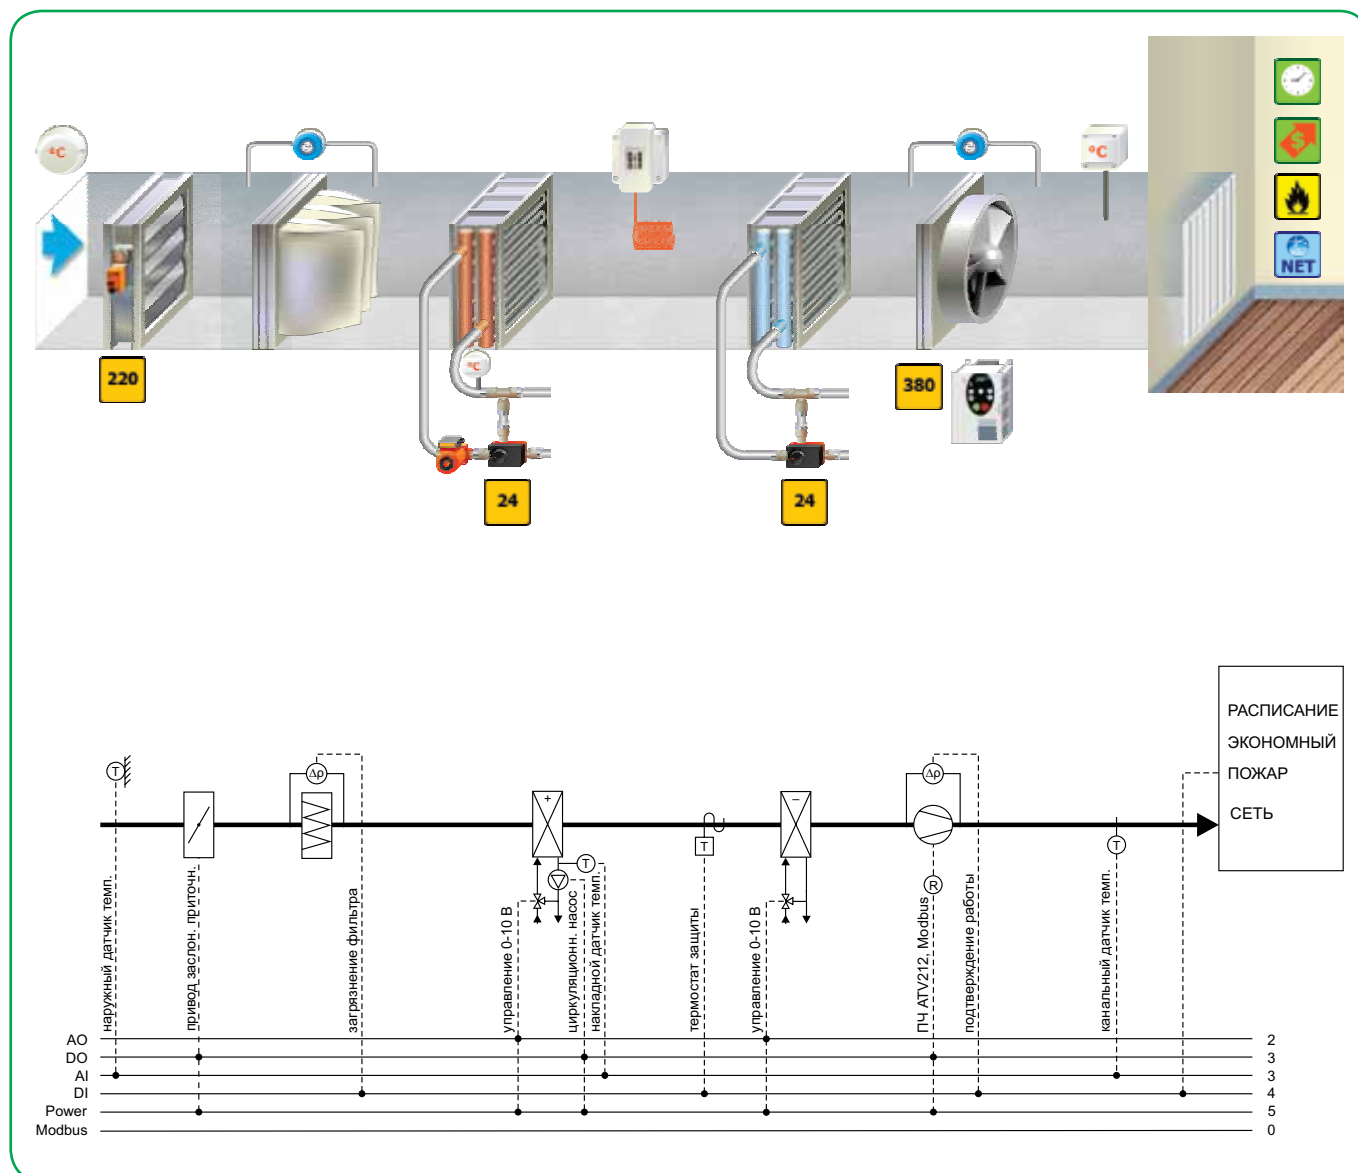 °C
°C
NET
220
°C
380
24
24
РАСПИСАНИЕ
ЭКОНОМНЫЙ
ПОЖАР
СЕТЬ
T
Δρ
Δρ
+
–
T
T
T
R
наружный датчик темп.
привод заслон. приточн.
загрязнение фильтра
управление 0-10 В
циркуляционн. насос
накладной датчик темп.
термостат защиты
управление 0-10 В
ПЧ ATV212, Modbus
подтверждение работы
канальный датчик темп.
AO 2
DO 3
AI 3
DI 4
Power 5
Modbus 0